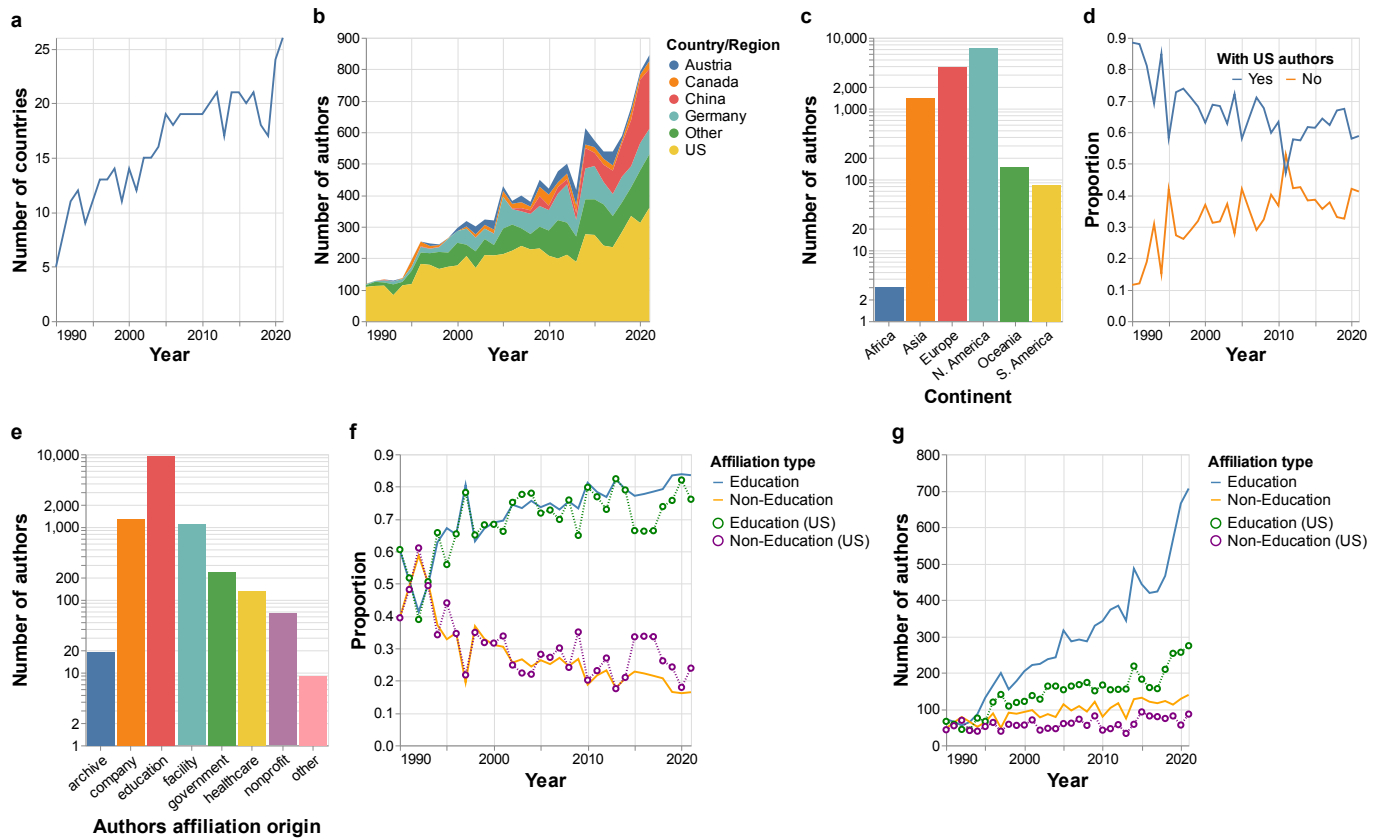 a
25
20
15
10
5
0
Number of countries
1990
2000
2010
2020
Year
b
900
800
700
600
500
400
300
200
100
0
Number of authors
1990
2000
2010
2020
Year
Country/Region
Austria
Canada
China
Germany
Other
US
c
10,000
2,000
1,000
200
100
20
10
2
1
Number of authors
Africa
Asia
Europe
N. America
Oceania
S. America
Continent
d
0.9
0.8
0.7
0.6
0.5
0.4
0.3
0.2
0.1
0.0
Proportion
With US authors
Yes No
1990
2000
2010
2020
Year
e
10,000
2,000
1,000
200
100
20
10
2
1
Number of authors
archive
company
education
facility
government
healthcare
nonprofit
other
Authors affiliation origin
f
0.9
0.8
0.7
0.6
0.5
0.4
0.3
0.2
0.1
0.0
Proportion
1990
2000
2010
2020
Year
Affiliation type
Education
Non-Education
Education (US)
Non-Education (US)
g
800
700
600
500
400
300
200
100
0
Number of authors
1990
2000
2010
2020
Year
Affiliation type
Education
Non-Education
Education (US)
Non-Education (US)